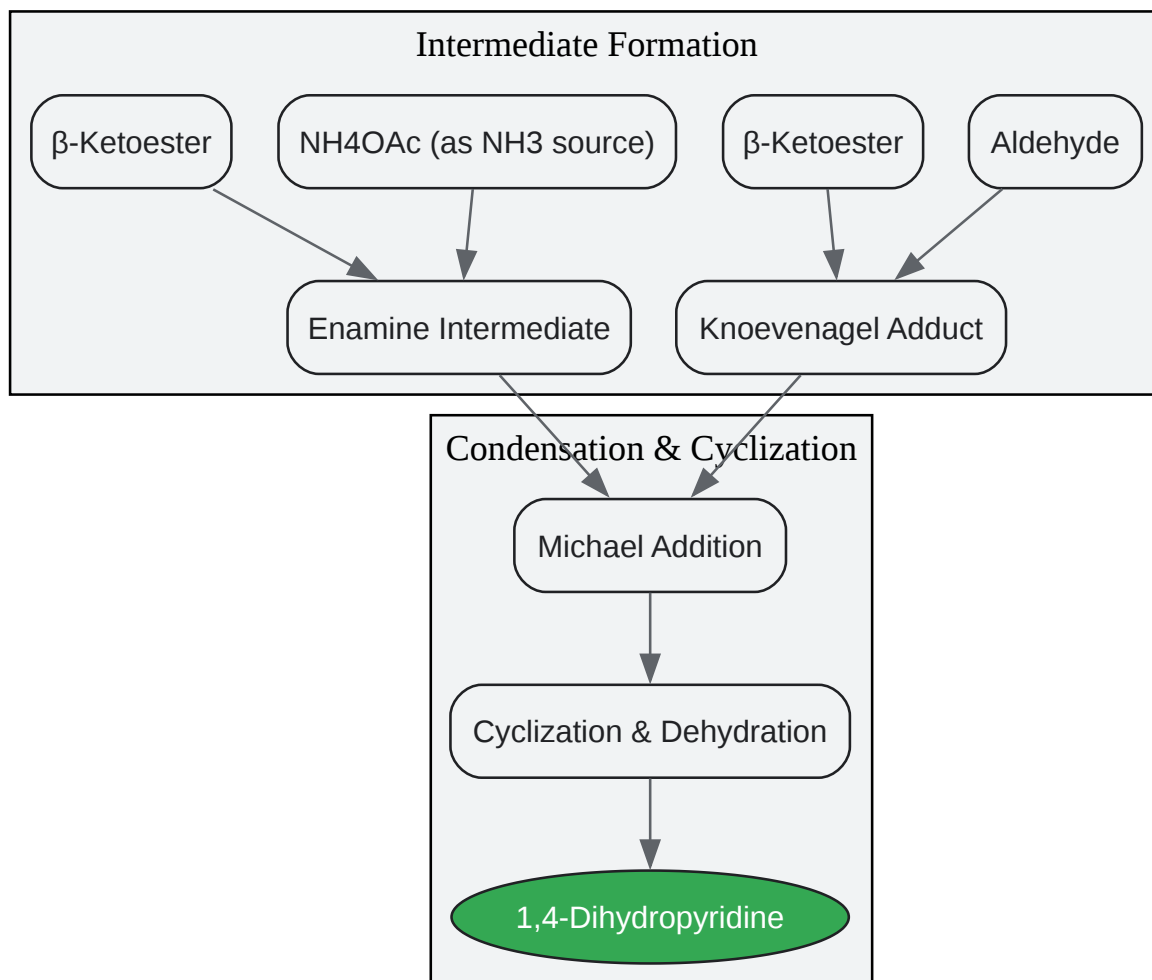 Intermediate Formation
β-Ketoester
NH4OAc (as NH3 source)
β-Ketoester
Aldehyde
Enamine Intermediate
Knoevenagel Adduct
Condensation & Cyclization
Michael Addition
Cyclization & Dehydration
1,4-Dihydropyridine